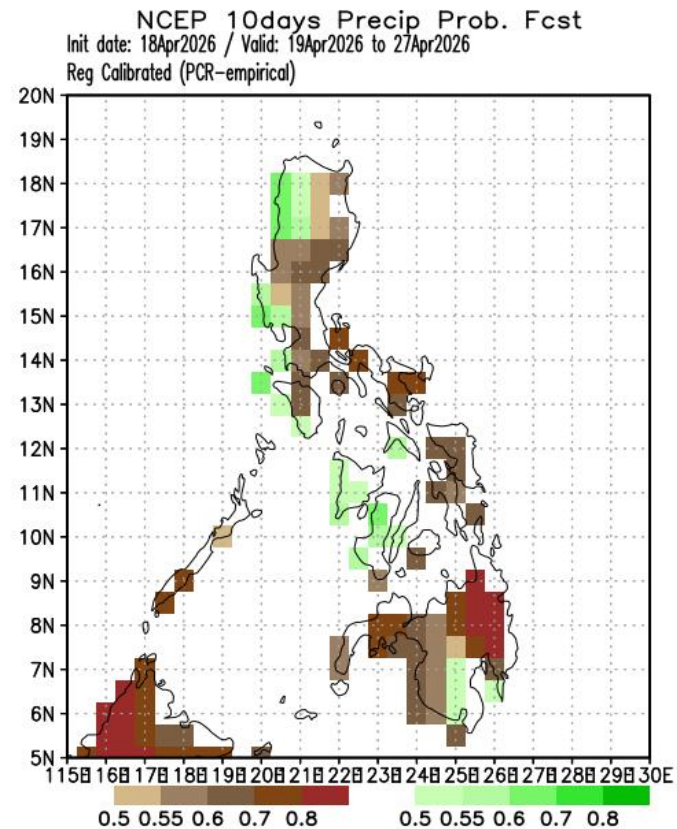 NCEP 10days Precip Prob. Fcst
Init date: 18Apr2026 / Valid: 19Apr2026 to 27Apr2026
Reg Calibrated (PCR-empirical)
20N
19N
18N
17N
16N
15N
14N
13N
12N
11N
10N
9N
8N
7N
6N
5N
115E 116E 117E 118E 119E 120E 121E 122E 123E 124E 125E 126E 127E 128E 129E 130E
0.5 0.55 0.6 0.7 0.8 0.5 0.55 0.6 0.7 0.8